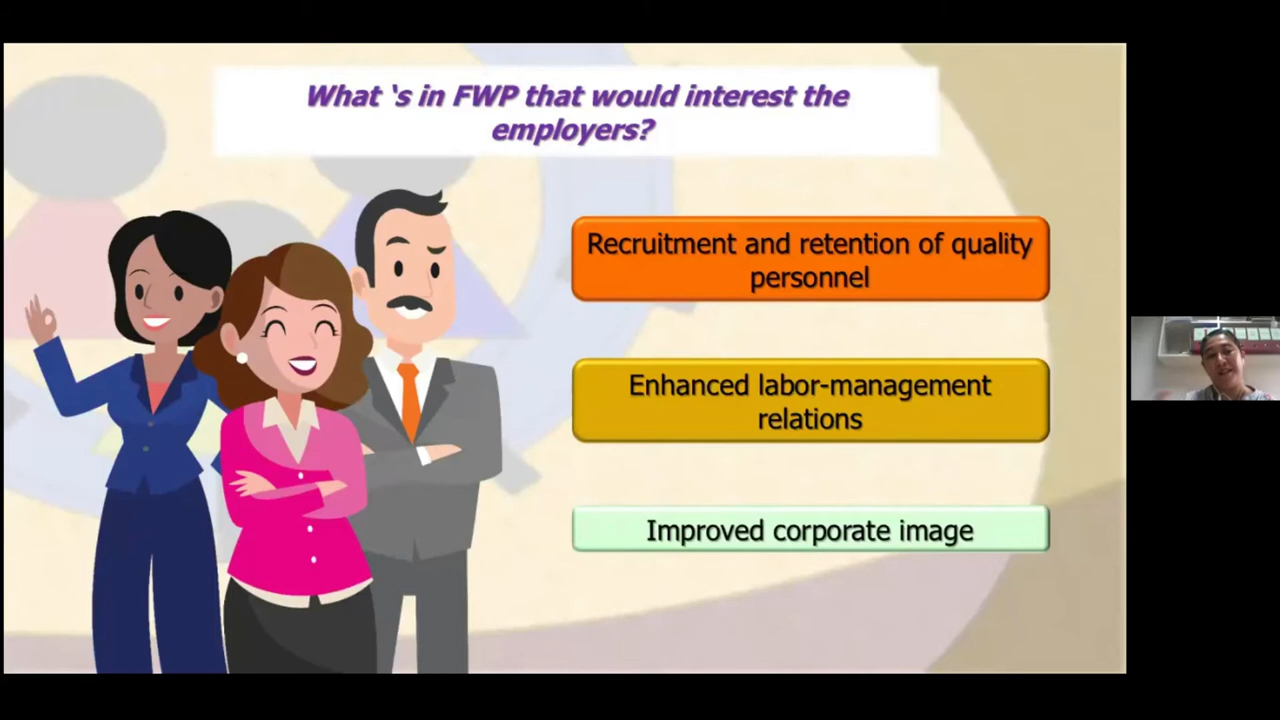 What ‘s in FWP that would interest the
employers?
Recruitment and retention of quality
personnel
Enhanced labor-management
relations
Improved corporate image